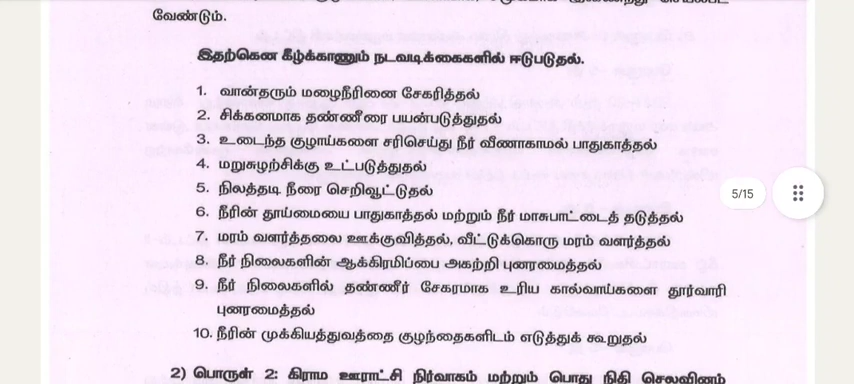 வேண்டும்.
இதற்கென கீழ்க்காணும் நடவடிக்கைகளில் ஈடுபடுதல்.
1. வான்தரும் மழைநீரினை சேகரித்தல்
2. சிக்கனமாக தண்ணீரை பயன்படுத்துதல்
3. உடைந்த குழாய்களை சரிசெய்து நீர் வீணாகாமல் பாதுகாத்தல்
4. மறுசுழற்சிக்கு உட்படுத்துதல்
5. நிலத்தடி நீரை செறிவூட்டுதல்
5/15
6. நீரின் தூய்மையை பாதுகாத்தல் மற்றும் நீர் மாசுபாட்டைத் தடுத்தல்
7. மரம் வளர்த்தலை ஊக்குவித்தல், வீட்டுக்கொரு மரம் வளர்த்தல்
8. நீர் நிலைகளின் ஆக்கிரமிப்பை அகற்றி புனரமைத்தல்
9. நீர் நிலைகளில் தண்ணீர் சேகரமாக உரிய கால்வாய்களை தூர்வாரி
புனரமைத்தல்
10. நீரின் முக்கியத்துவத்தை குழந்தைகளிடம் எடுத்துக் கூறுதல்
2) பொருள் 2: கிராம ஊராட்சி நிர்வாகம் மற்றும் பொது நிதி செலவினம்